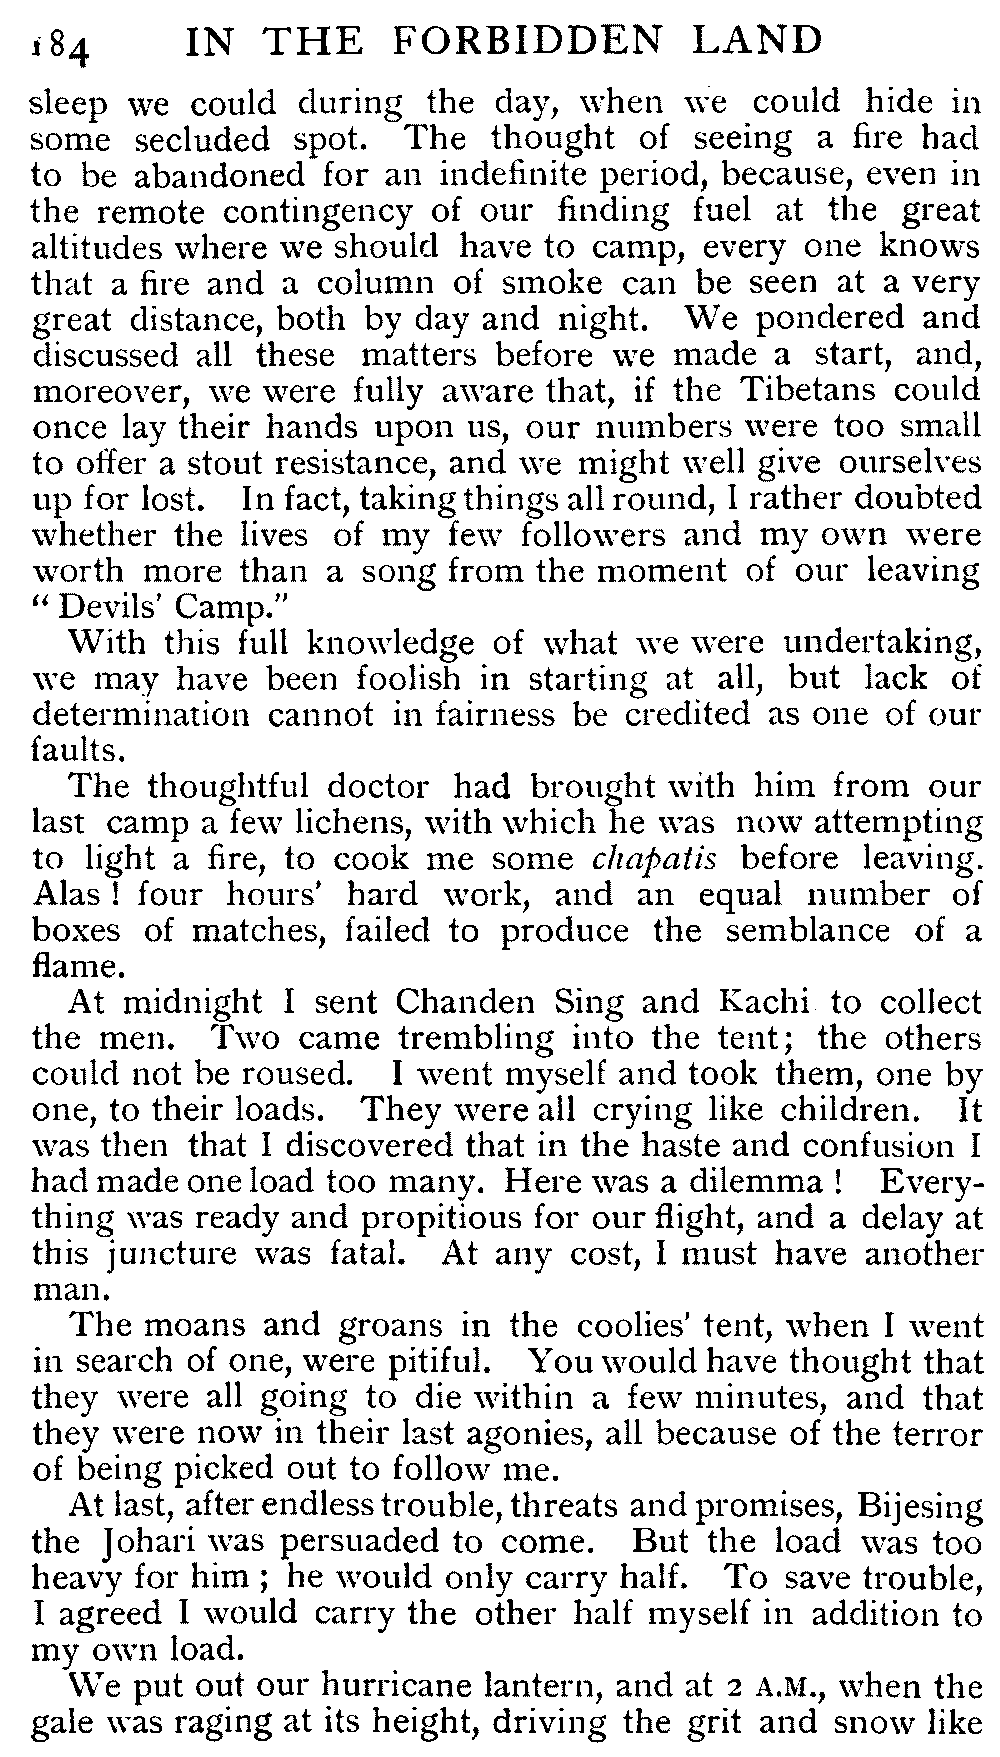 184 IN THE FORBIDDEN LAND
sleep we could during the day, when we could hide in
some secluded spot. The thought of seeing a fire had
to be abandoned for an indefinite period, because, even in
the remote contingency of our finding fuel at the great
altitudes where we should have to camp, every one knows
that a fire and a column of smoke can be seen at a very
great distance, both by day and night. We pondered and
discussed all these matters before we made a start, and,
moreover, we were fully aware that, if the Tibetans could
once lay their hands upon us, our numbers were too small
to offer a stout resistance, and we might well give ourselves
up for lost. In fact, taking things all round, I rather doubted
whether the lives of my few followers and my own were
worth more than a song from the moment of our leaving
“ Devils’ Camp.”
With this full knowledge of what we were undertaking,
we may have been foolish in starting at all, but lack of
determination cannot in fairness be credited as one of our
faults.
The thoughtful doctor had brought with him from our
last camp a few lichens, with which he was now attempting
to light a fire, to cook me some chapatis before leaving.
Alas ! four hours’ hard work, and an equal number of
boxes of matches, failed to produce the semblance of a
flame.
At midnight I sent Chanden Sing and Kachi to collect
the men. Two came trembling into the tent; the others
could not be roused. I went myself and took them, one by
one, to their loads. They were all crying like children. It
was then that I discovered that in the haste and confusion I
had made one load too many. Here was a dilemma ! Every-
thing was ready and propitious for our flight, and a delay at
this juncture was fatal. At any cost, I must have another
man.
The moans and groans in the coolies’ tent, when I went
in search of one, were pitiful. You would have thought that
they were all going to die within a few minutes, and that
they were now in their last agonies, all because of the terror
of being picked out to follow me.
At last, after endless trouble, threats and promises, Bijesing
the Johari was persuaded to come. But the load was too
heavy for him ; he would only carry half. To save trouble,
I agreed I would carry the other half myself in addition to
my own load.
We put out our hurricane lantern, and at 2 A.M., when the
gale was raging at its height, driving the grit and snow like